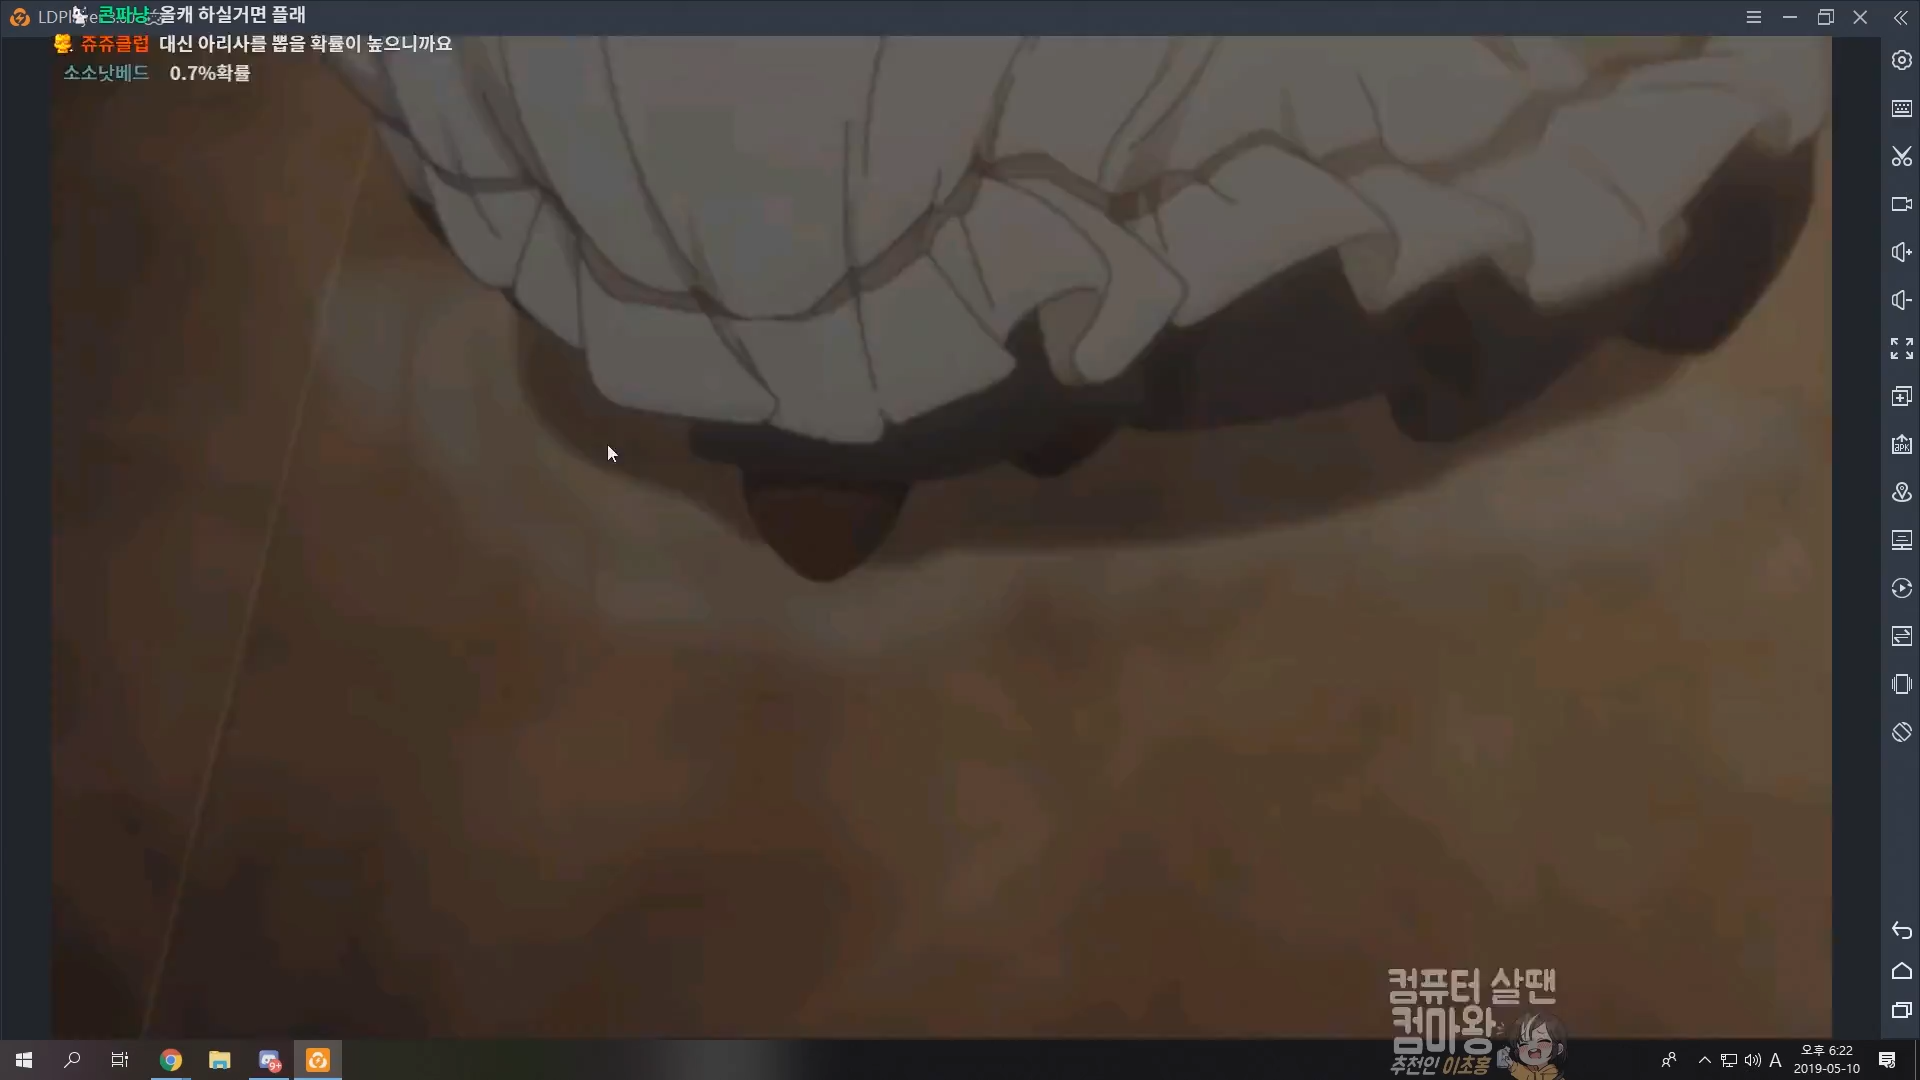 LDPlayer
콘파냥 올캐 하실거면 플래
쥬쥬클럽 대신 아리사를 뽑을 확률이 높으니까요
소소낫베드 0.7%확률
APK
컴퓨터 살땐
컴마왕
추천인 이초홍
9+
A
오후 6:22
2019-05-10